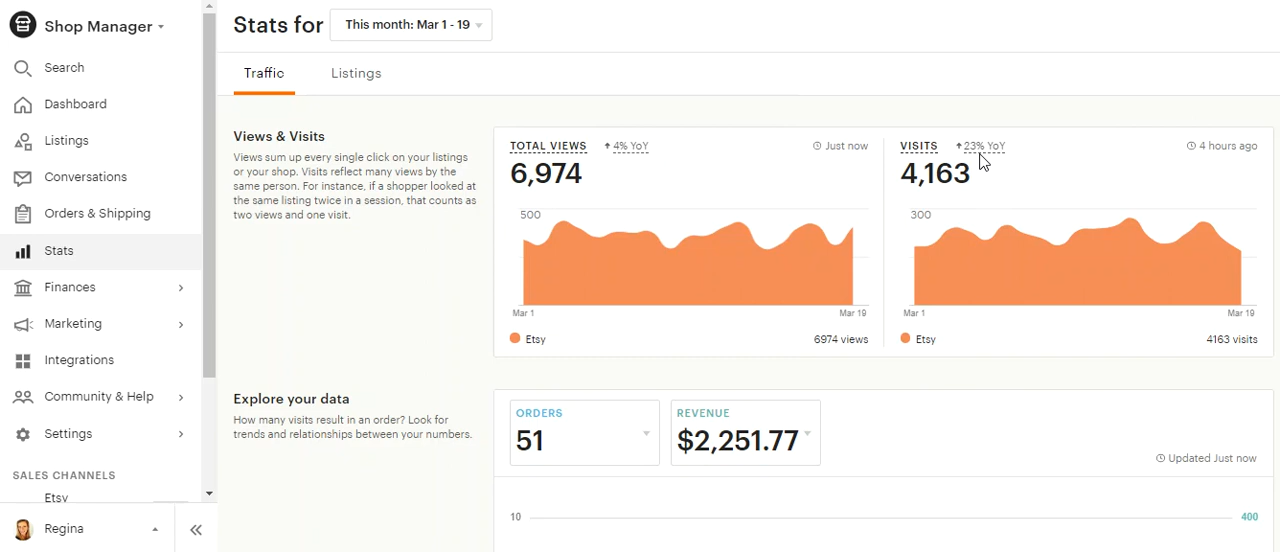 Shop Manager
Search
Dashboard
Listings
Conversations
Orders & Shipping
Stats
Finances
Marketing
Integrations
Community & Help
Settings
SALES CHANNELS
Etsy
Regina
Stats for
This month: Mar 1 - 19
Traffic
Listings
Views & Visits
Views sum up every single click on your listings
or your shop. Visits reflect many views by the
same person. For instance, if a shopper looked at
the same listing twice in a session, that counts as
two views and one visit.
TOTAL VIEWS 4% YoY Just now
6,974
500
Mar 1 Mar 19
Etsy 6974 views
VISITS 23% YoY 4 hours ago
4,163
300
Mar 1 Mar 19
Etsy 4163 visits
Explore your data
How many visits result in an order? Look for
trends and relationships between your numbers.
ORDERS
51
REVENUE
$2,251.77
Updated Just now
10 400